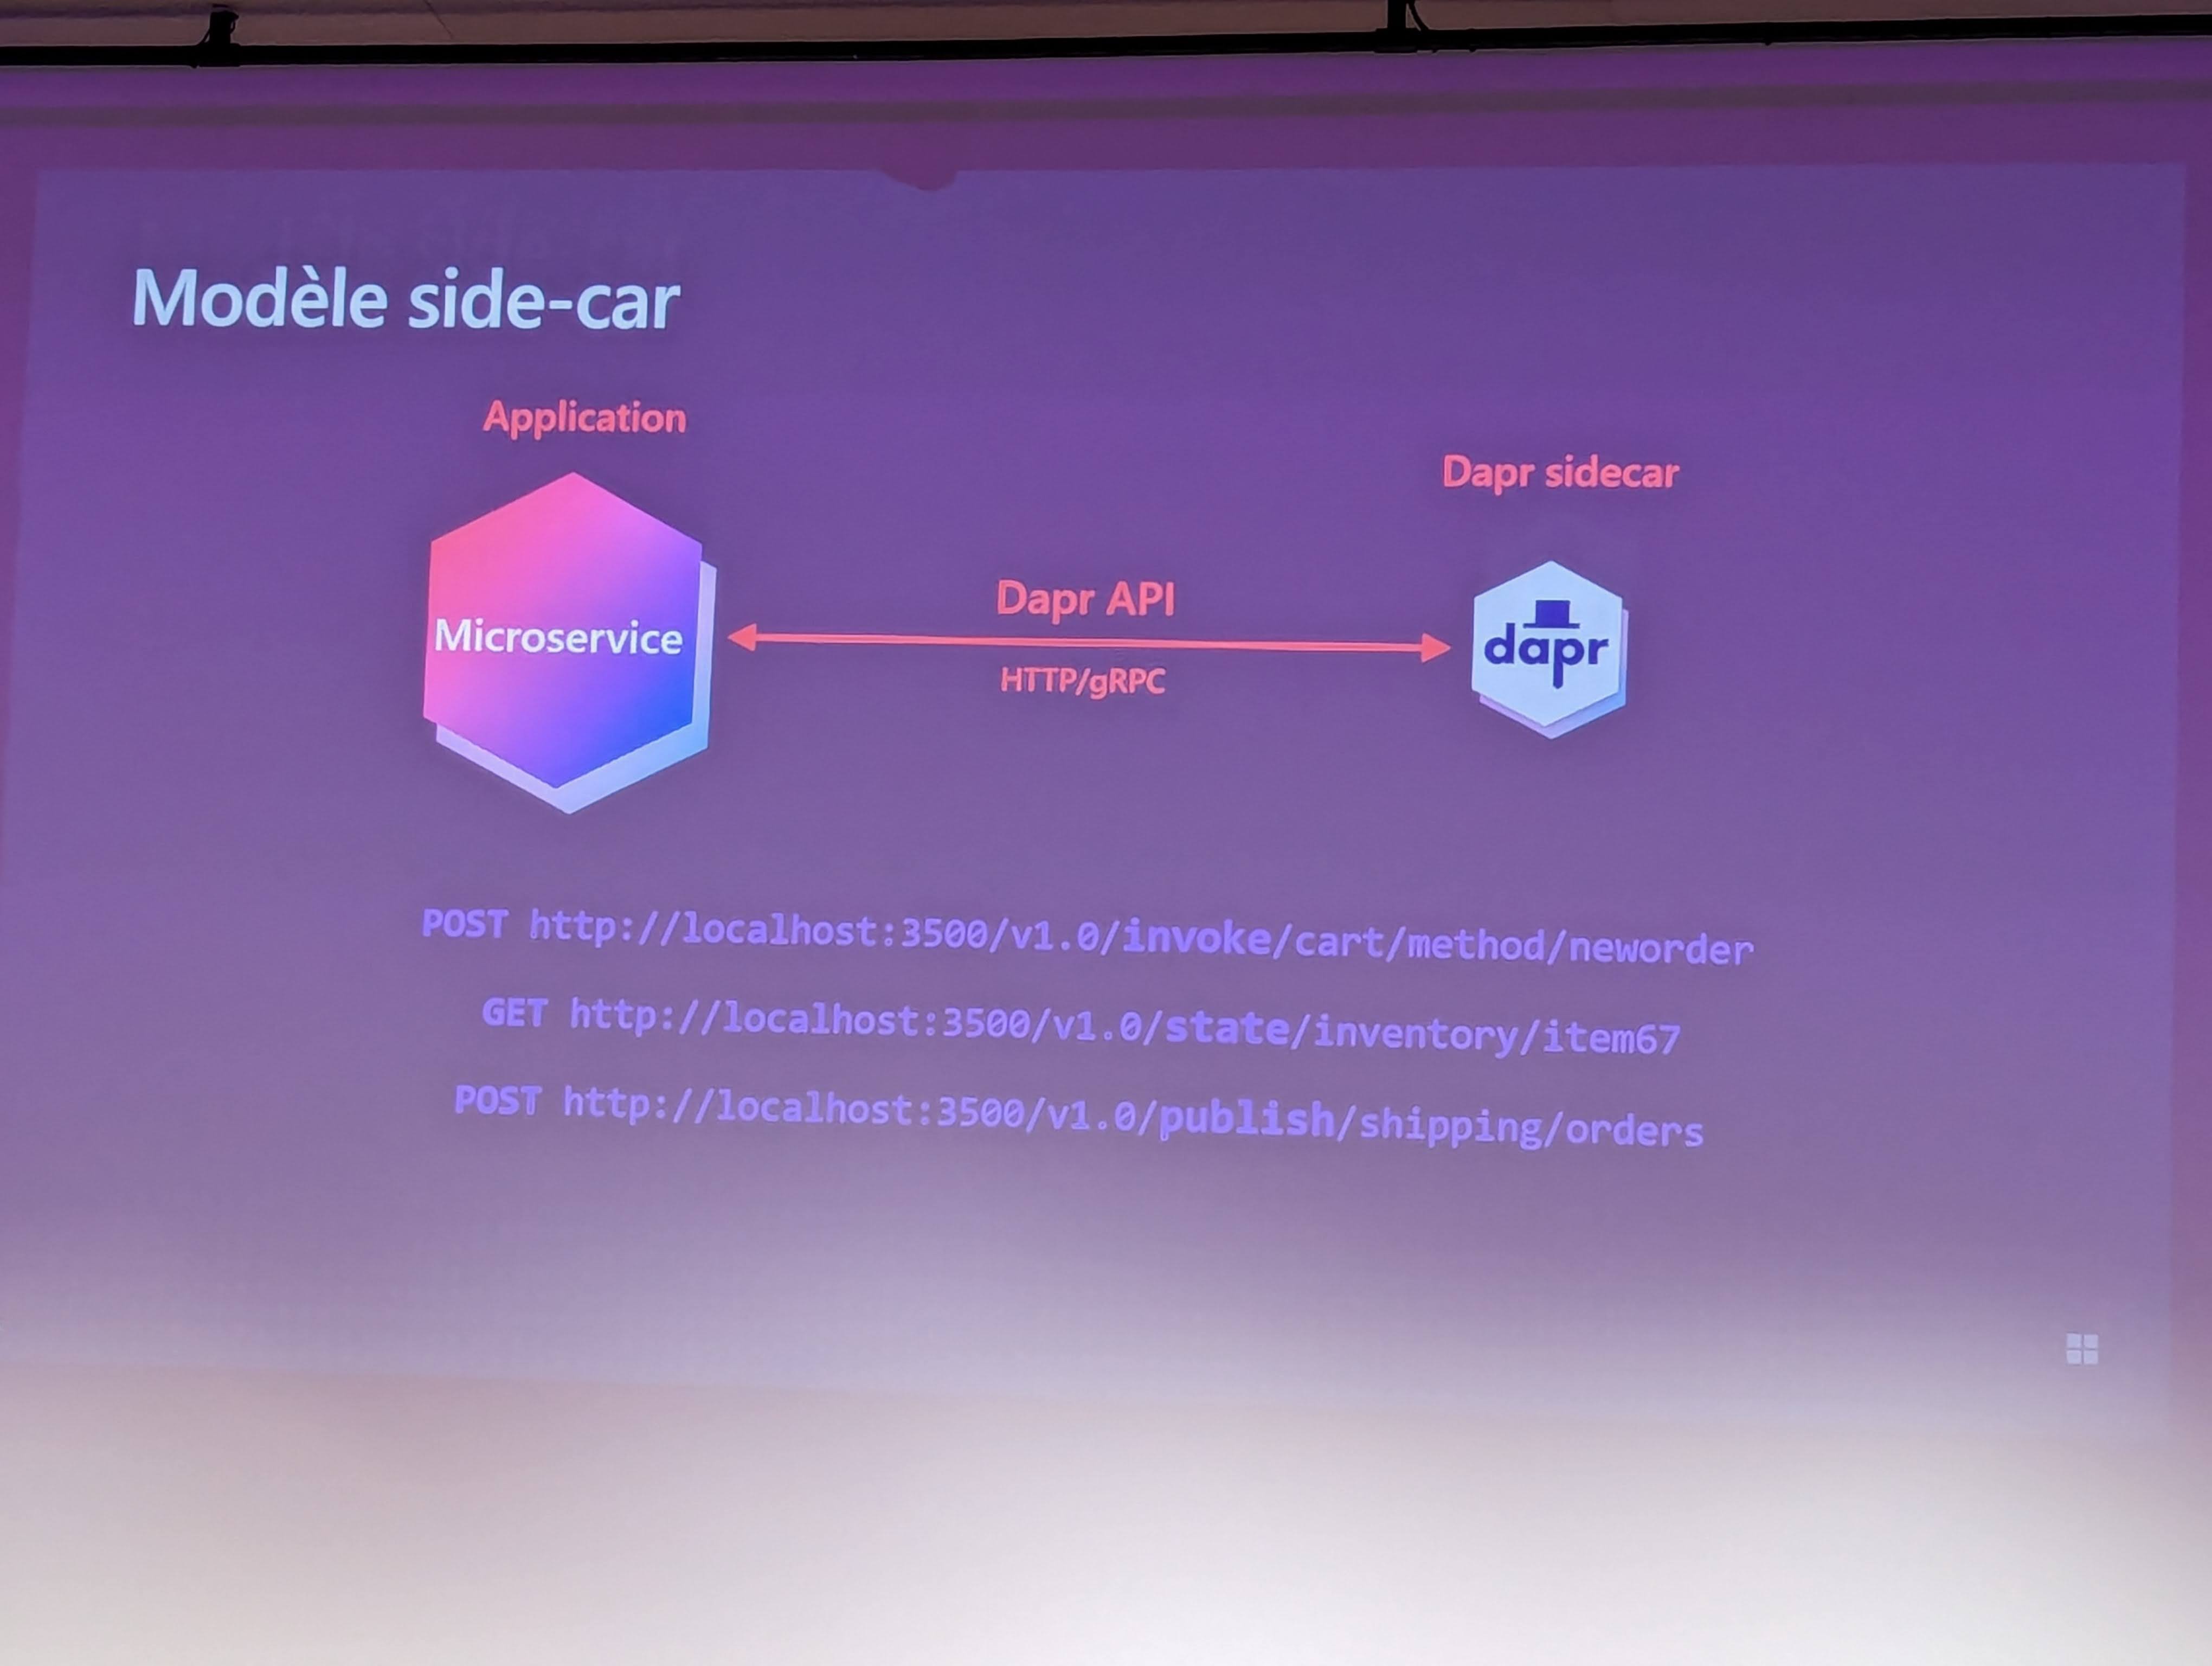 Modèle side-car
Application
Dapr sidecar
Microservice
Dapr API
HTTP/gRPC
dapr
POST http://localhost:3500/v1.0/invoke/cart/method/neworder
GET http://localhost:3500/v1.0/state/inventory/item67
POST http://localhost:3500/v1.0/publish/shipping/orders